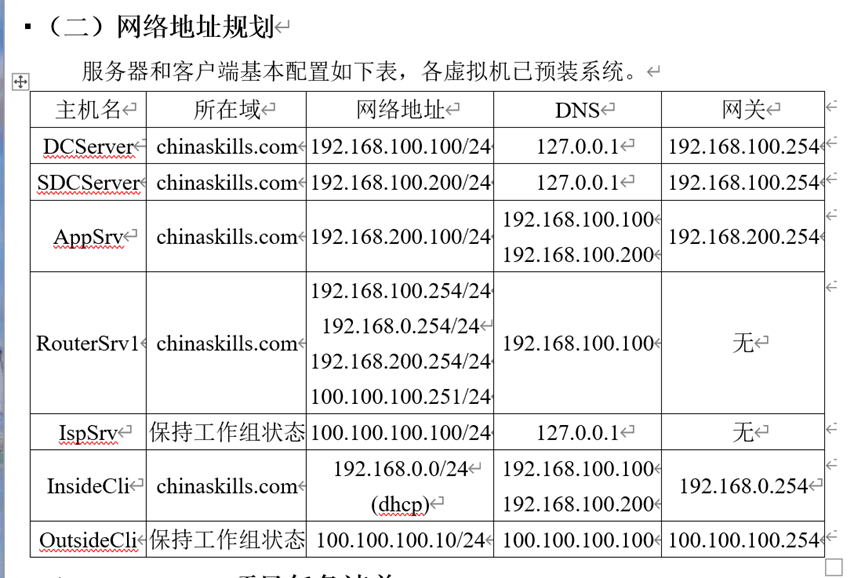 ▪（二）网络地址规划
服务器和客户端基本配置如下表，各虚拟机已预装系统。
主机名 所在域 网络地址 DNS 网关
DCServer chinaskills.com 192.168.100.100/24 127.0.0.1 192.168.100.254
SDCServer chinaskills.com 192.168.100.200/24 127.0.0.1 192.168.100.254
AppSrv chinaskills.com 192.168.200.100/24 192.168.100.100 192.168.200.254
192.168.100.200
RouterSrv1 chinaskills.com 192.168.100.254/24 192.168.100.100 无
192.168.0.254/24
192.168.200.254/24
100.100.100.251/24
IspSrv 保持工作组状态 100.100.100.100/24 127.0.0.1 无
InsideCli chinaskills.com 192.168.0.0/24 192.168.100.100 192.168.0.254
(dhcp) 192.168.100.200
OutsideCli 保持工作组状态 100.100.100.10/24 100.100.100.100 100.100.100.254